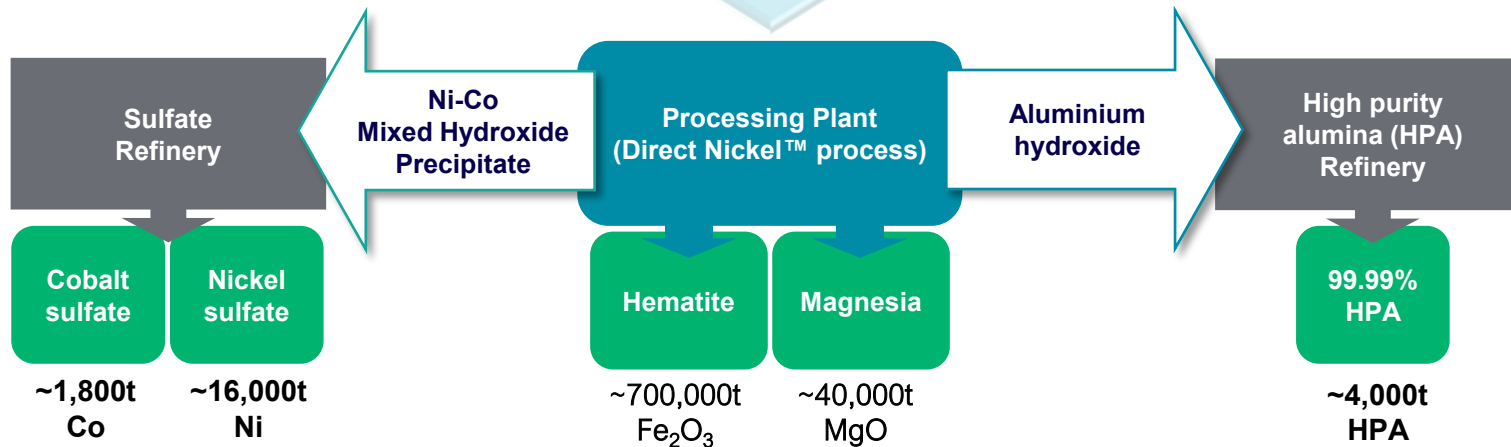 Sulfate
Refinery
Ni-Co
Mixed Hydroxide
Precipitate
Processing Plant
(Direct Nickel™ process)
Aluminium
hydroxide
High purity
alumina (HPA)
Refinery
Cobalt
sulfate
Nickel
sulfate
Hematite
Magnesia
99.99%
HPA
~1,800t
Co
~16,000t
Ni
~700,000t
Fe₂O₃
~40,000t
MgO
~4,000t
HPA